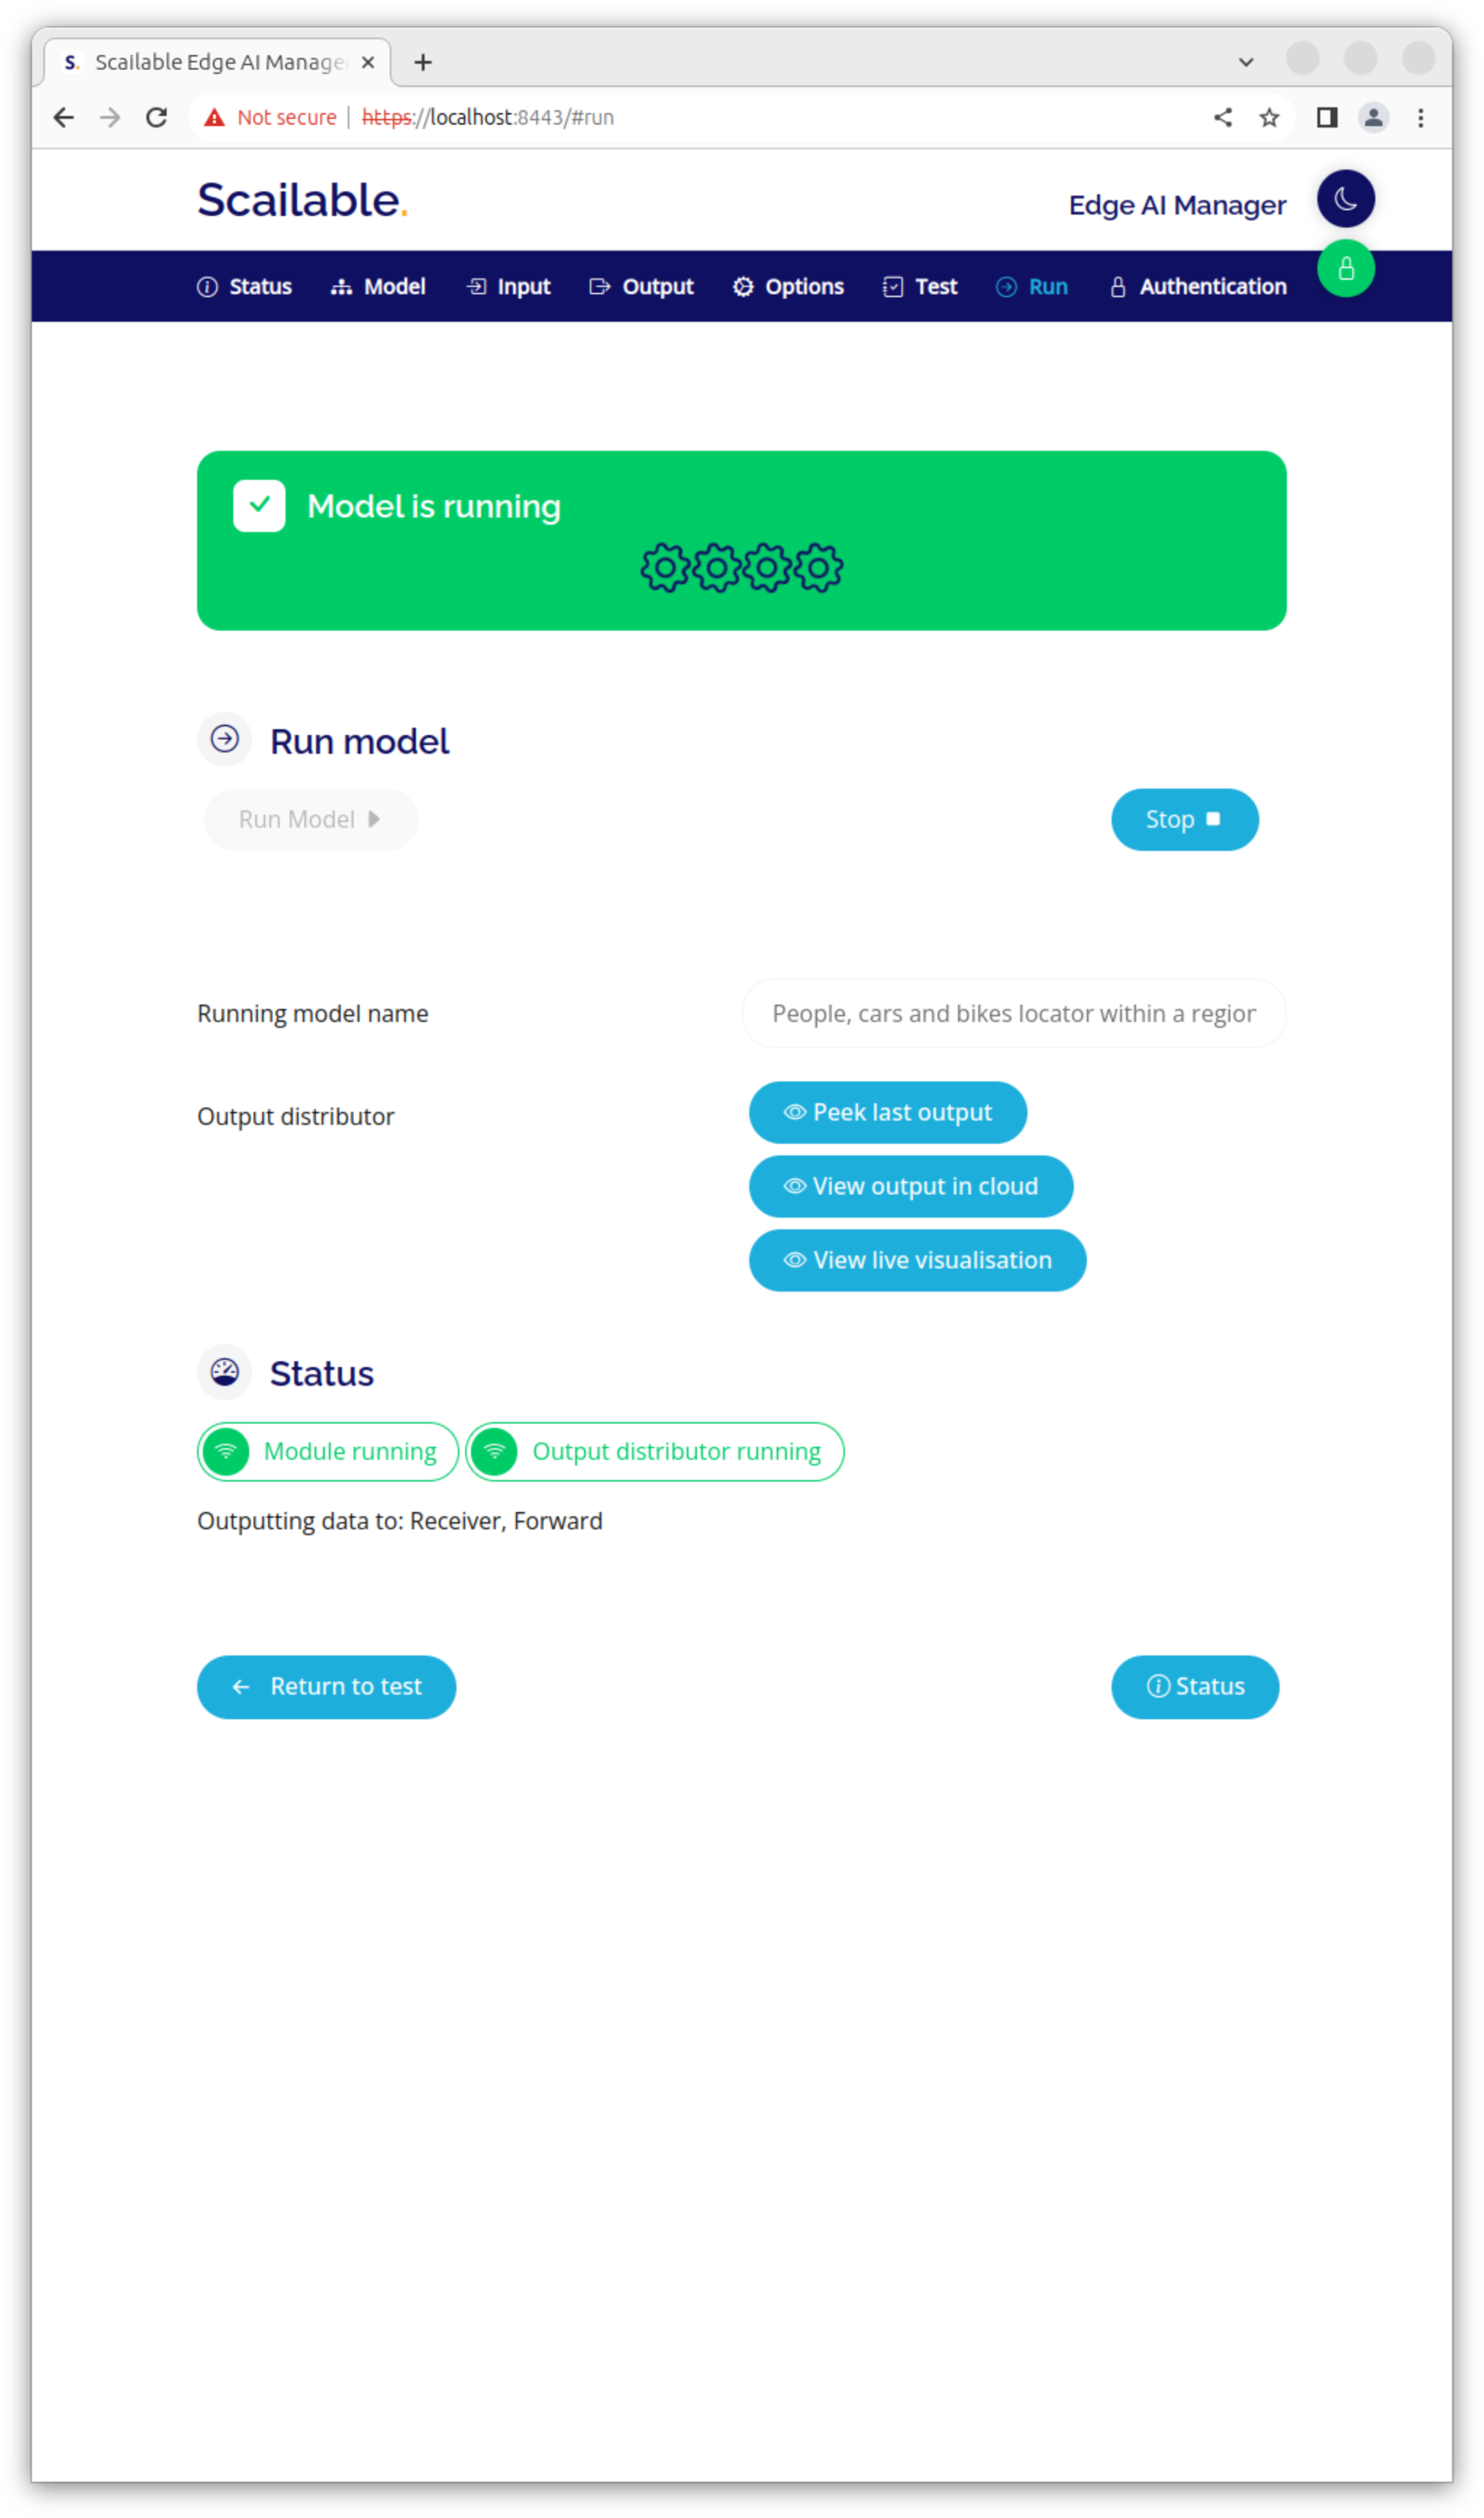 S. Scailable Edge AI Manage
Not secure | https://localhost:8443/#run
Scailable.
Edge AI Manager
Status Model Input Output Options Test Run Authentication
Model is running
Run model
Run Model
Stop
Running model name
People, cars and bikes locator within a region
Output distributor
Peek last output
View output in cloud
View live visualisation
Status
Module running
Output distributor running
Outputting data to: Receiver, Forward
Return to test
Status